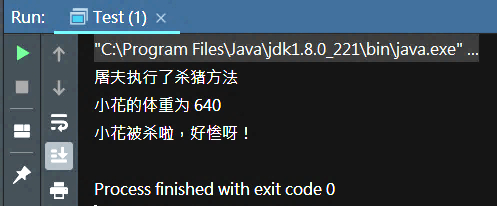 Run: Test (1) ×
"C:\Program Files\Java\jdk1.8.0_221\bin\java.exe" ...
屠夫执行了杀猪方法
小花的体重为 640
小花被杀啦，好惨呀！
Process finished with exit code 0